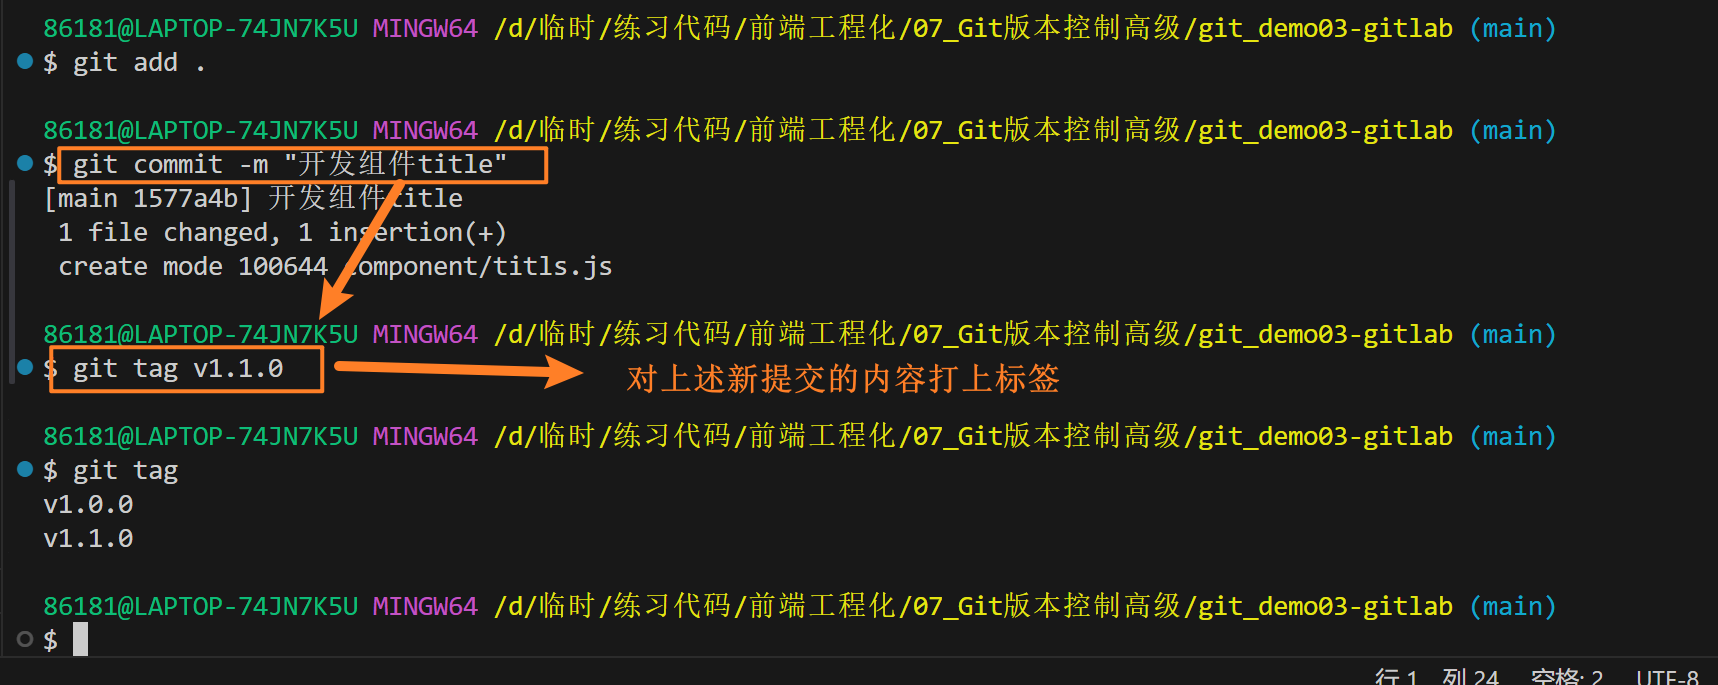 86181@LAPTOP-74JN7K5U MINGW64 /d/临时/练习代码/前端工程化/07_Git版本控制高级/git_demo03-gitlab (main)
$ git add .
86181@LAPTOP-74JN7K5U MINGW64 /d/临时/练习代码/前端工程化/07_Git版本控制高级/git_demo03-gitlab (main)
$ git commit -m "开发组件title"
[main 1577a4b] 开发组件title
1 file changed, 1 insertion(+)
create mode 100644 component/titls.js
86181@LAPTOP-74JN7K5U MINGW64 /d/临时/练习代码/前端工程化/07_Git版本控制高级/git_demo03-gitlab (main)
$ git tag v1.1.0
对上述新提交的内容打上标签
86181@LAPTOP-74JN7K5U MINGW64 /d/临时/练习代码/前端工程化/07_Git版本控制高级/git_demo03-gitlab (main)
$ git tag
v1.0.0
v1.1.0
86181@LAPTOP-74JN7K5U MINGW64 /d/临时/练习代码/前端工程化/07_Git版本控制高级/git_demo03-gitlab (main)
$
行 1, 列 24 空格: 2 UTF-8